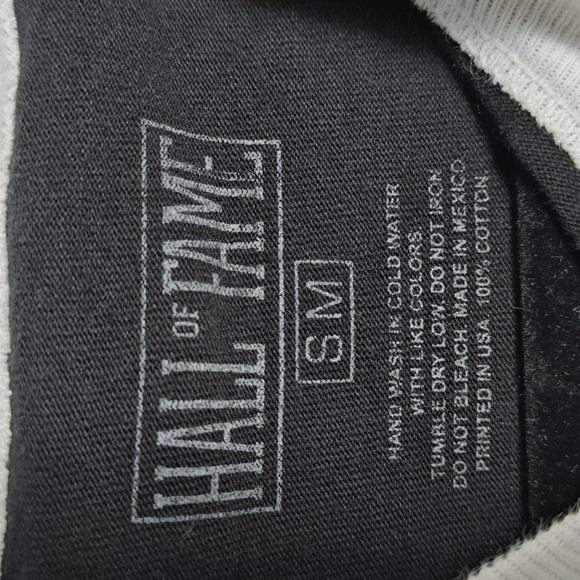 HALL OF FAME
SM
HAND WASH IN COLD WATER
WITH LIKE COLORS.
TUMBLE DRY LOW. DO NOT IRON
DO NOT BLEACH. MADE IN MEXICO.
PRINTED IN USA. 100% COTTON.